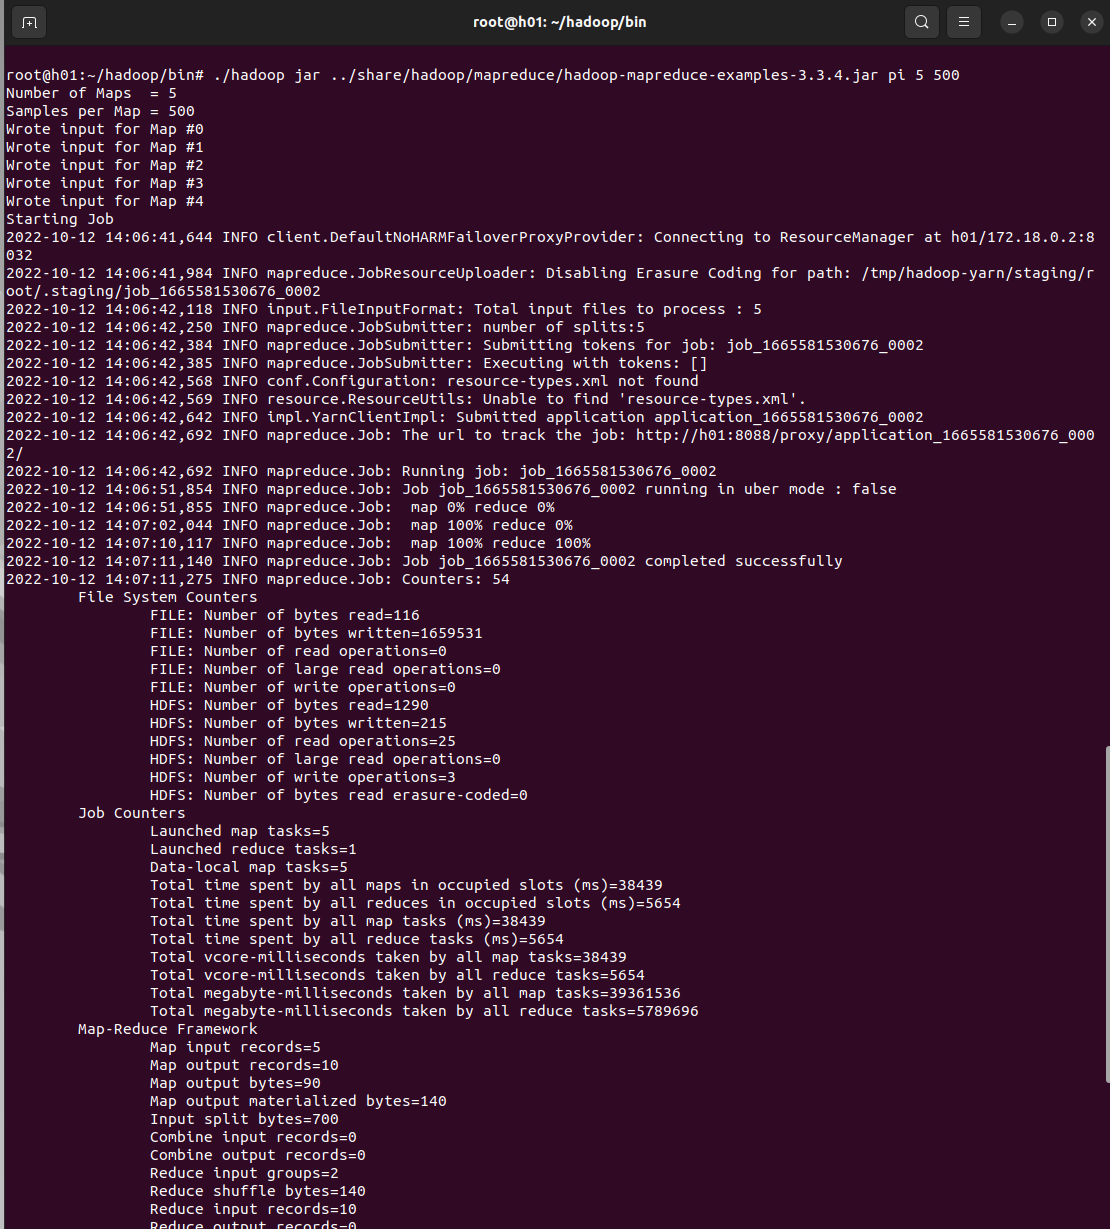 root@h01: ~/hadoop/bin
root@h01:~/hadoop/bin# ./hadoop jar ../share/hadoop/mapreduce/hadoop-mapreduce-examples-3.3.4.jar pi 5 500
Number of Maps  = 5
Samples per Map = 500
Wrote input for Map #0
Wrote input for Map #1
Wrote input for Map #2
Wrote input for Map #3
Wrote input for Map #4
Starting Job
2022-10-12 14:06:41,644 INFO client.DefaultNoHARMFailoverProxyProvider: Connecting to ResourceManager at h01/172.18.0.2:8
032
2022-10-12 14:06:41,984 INFO mapreduce.JobResourceUploader: Disabling Erasure Coding for path: /tmp/hadoop-yarn/staging/r
oot/.staging/job_1665581530676_0002
2022-10-12 14:06:42,118 INFO input.FileInputFormat: Total input files to process : 5
2022-10-12 14:06:42,250 INFO mapreduce.JobSubmitter: number of splits:5
2022-10-12 14:06:42,384 INFO mapreduce.JobSubmitter: Submitting tokens for job: job_1665581530676_0002
2022-10-12 14:06:42,385 INFO mapreduce.JobSubmitter: Executing with tokens: []
2022-10-12 14:06:42,568 INFO conf.Configuration: resource-types.xml not found
2022-10-12 14:06:42,569 INFO resource.ResourceUtils: Unable to find 'resource-types.xml'.
2022-10-12 14:06:42,642 INFO impl.YarnClientImpl: Submitted application application_1665581530676_0002
2022-10-12 14:06:42,692 INFO mapreduce.Job: The url to track the job: http://h01:8088/proxy/application_1665581530676_000
2/
2022-10-12 14:06:42,692 INFO mapreduce.Job: Running job: job_1665581530676_0002
2022-10-12 14:06:51,854 INFO mapreduce.Job: Job job_1665581530676_0002 running in uber mode : false
2022-10-12 14:06:51,855 INFO mapreduce.Job:  map 0% reduce 0%
2022-10-12 14:07:02,044 INFO mapreduce.Job:  map 100% reduce 0%
2022-10-12 14:07:10,117 INFO mapreduce.Job:  map 100% reduce 100%
2022-10-12 14:07:11,140 INFO mapreduce.Job: Job job_1665581530676_0002 completed successfully
2022-10-12 14:07:11,275 INFO mapreduce.Job: Counters: 54
File System Counters
FILE: Number of bytes read=116
FILE: Number of bytes written=1659531
FILE: Number of read operations=0
FILE: Number of large read operations=0
FILE: Number of write operations=0
HDFS: Number of bytes read=1290
HDFS: Number of bytes written=215
HDFS: Number of read operations=25
HDFS: Number of large read operations=0
HDFS: Number of write operations=3
HDFS: Number of bytes read erasure-coded=0
Job Counters
Launched map tasks=5
Launched reduce tasks=1
Data-local map tasks=5
Total time spent by all maps in occupied slots (ms)=38439
Total time spent by all reduces in occupied slots (ms)=5654
Total time spent by all map tasks (ms)=38439
Total time spent by all reduce tasks (ms)=5654
Total vcore-milliseconds taken by all map tasks=38439
Total vcore-milliseconds taken by all reduce tasks=5654
Total megabyte-milliseconds taken by all map tasks=39361536
Total megabyte-milliseconds taken by all reduce tasks=5789696
Map-Reduce Framework
Map input records=5
Map output records=10
Map output bytes=90
Map output materialized bytes=140
Input split bytes=700
Combine input records=0
Combine output records=0
Reduce input groups=2
Reduce shuffle bytes=140
Reduce input records=10
Reduce output records=0